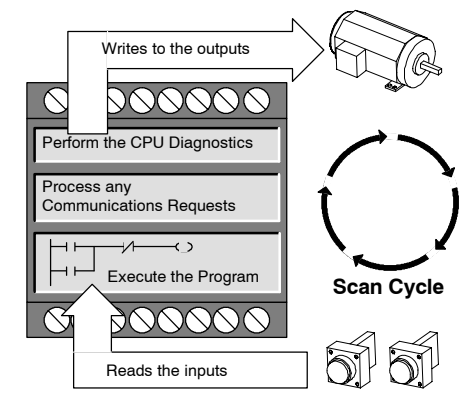 Writes to the outputs
Perform the CPU Diagnostics
Process any
Communications Requests
Execute the Program
Scan Cycle
Reads the inputs